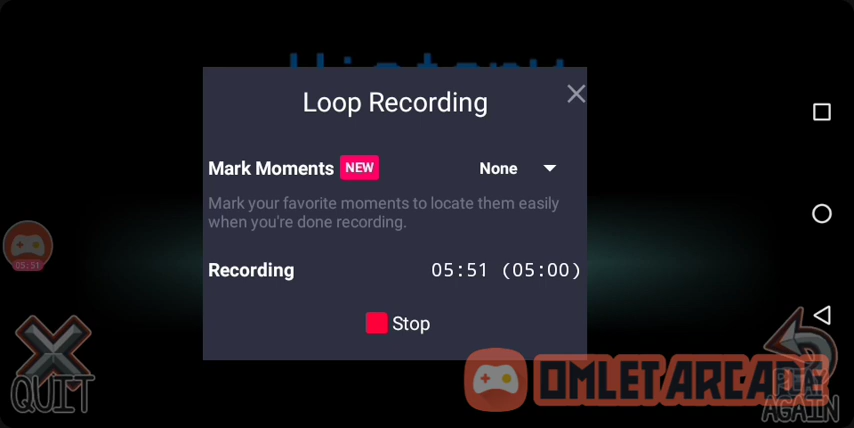 Victory
Loop Recording
Mark Moments NEW None
Mark your favorite moments to locate them easily
when you're done recording.
05:51
Recording 05:51 (05:00)
Stop
OMLET ARCADE
QUIT
AGAIN